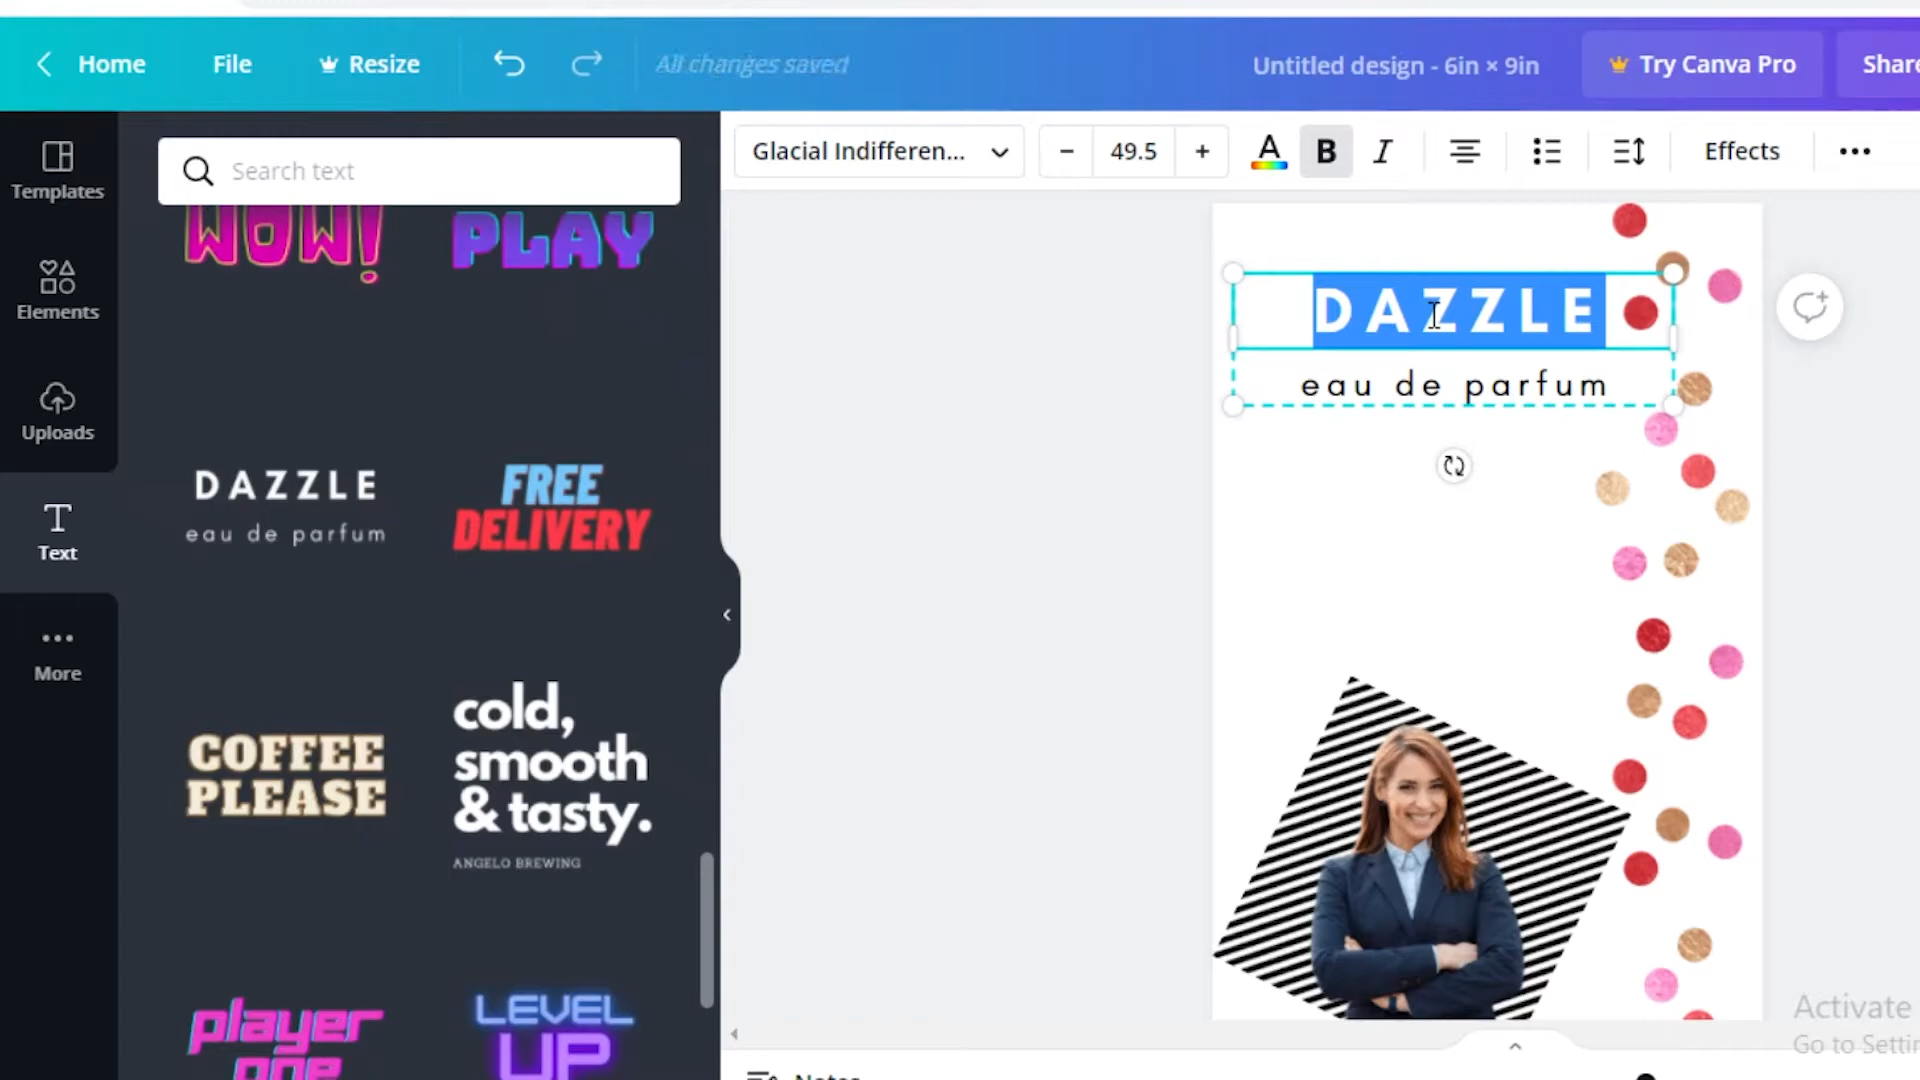 Home File Resize All changes saved Untitled design - 6in × 9in Try Canva Pro Share
Templates
Elements
Uploads
Text
More
Search text
WOW!
PLAY
DAZZLE
eau de parfum
FREE
DELIVERY
COFFEE
PLEASE
cold,
smooth
& tasty.
ANGELO BREWING
player
one
LEVEL
UP
Glacial Indifferen... 49.5 A B I Effects
DAZZLE
eau de parfum
Activate
Go to Settin
Notes